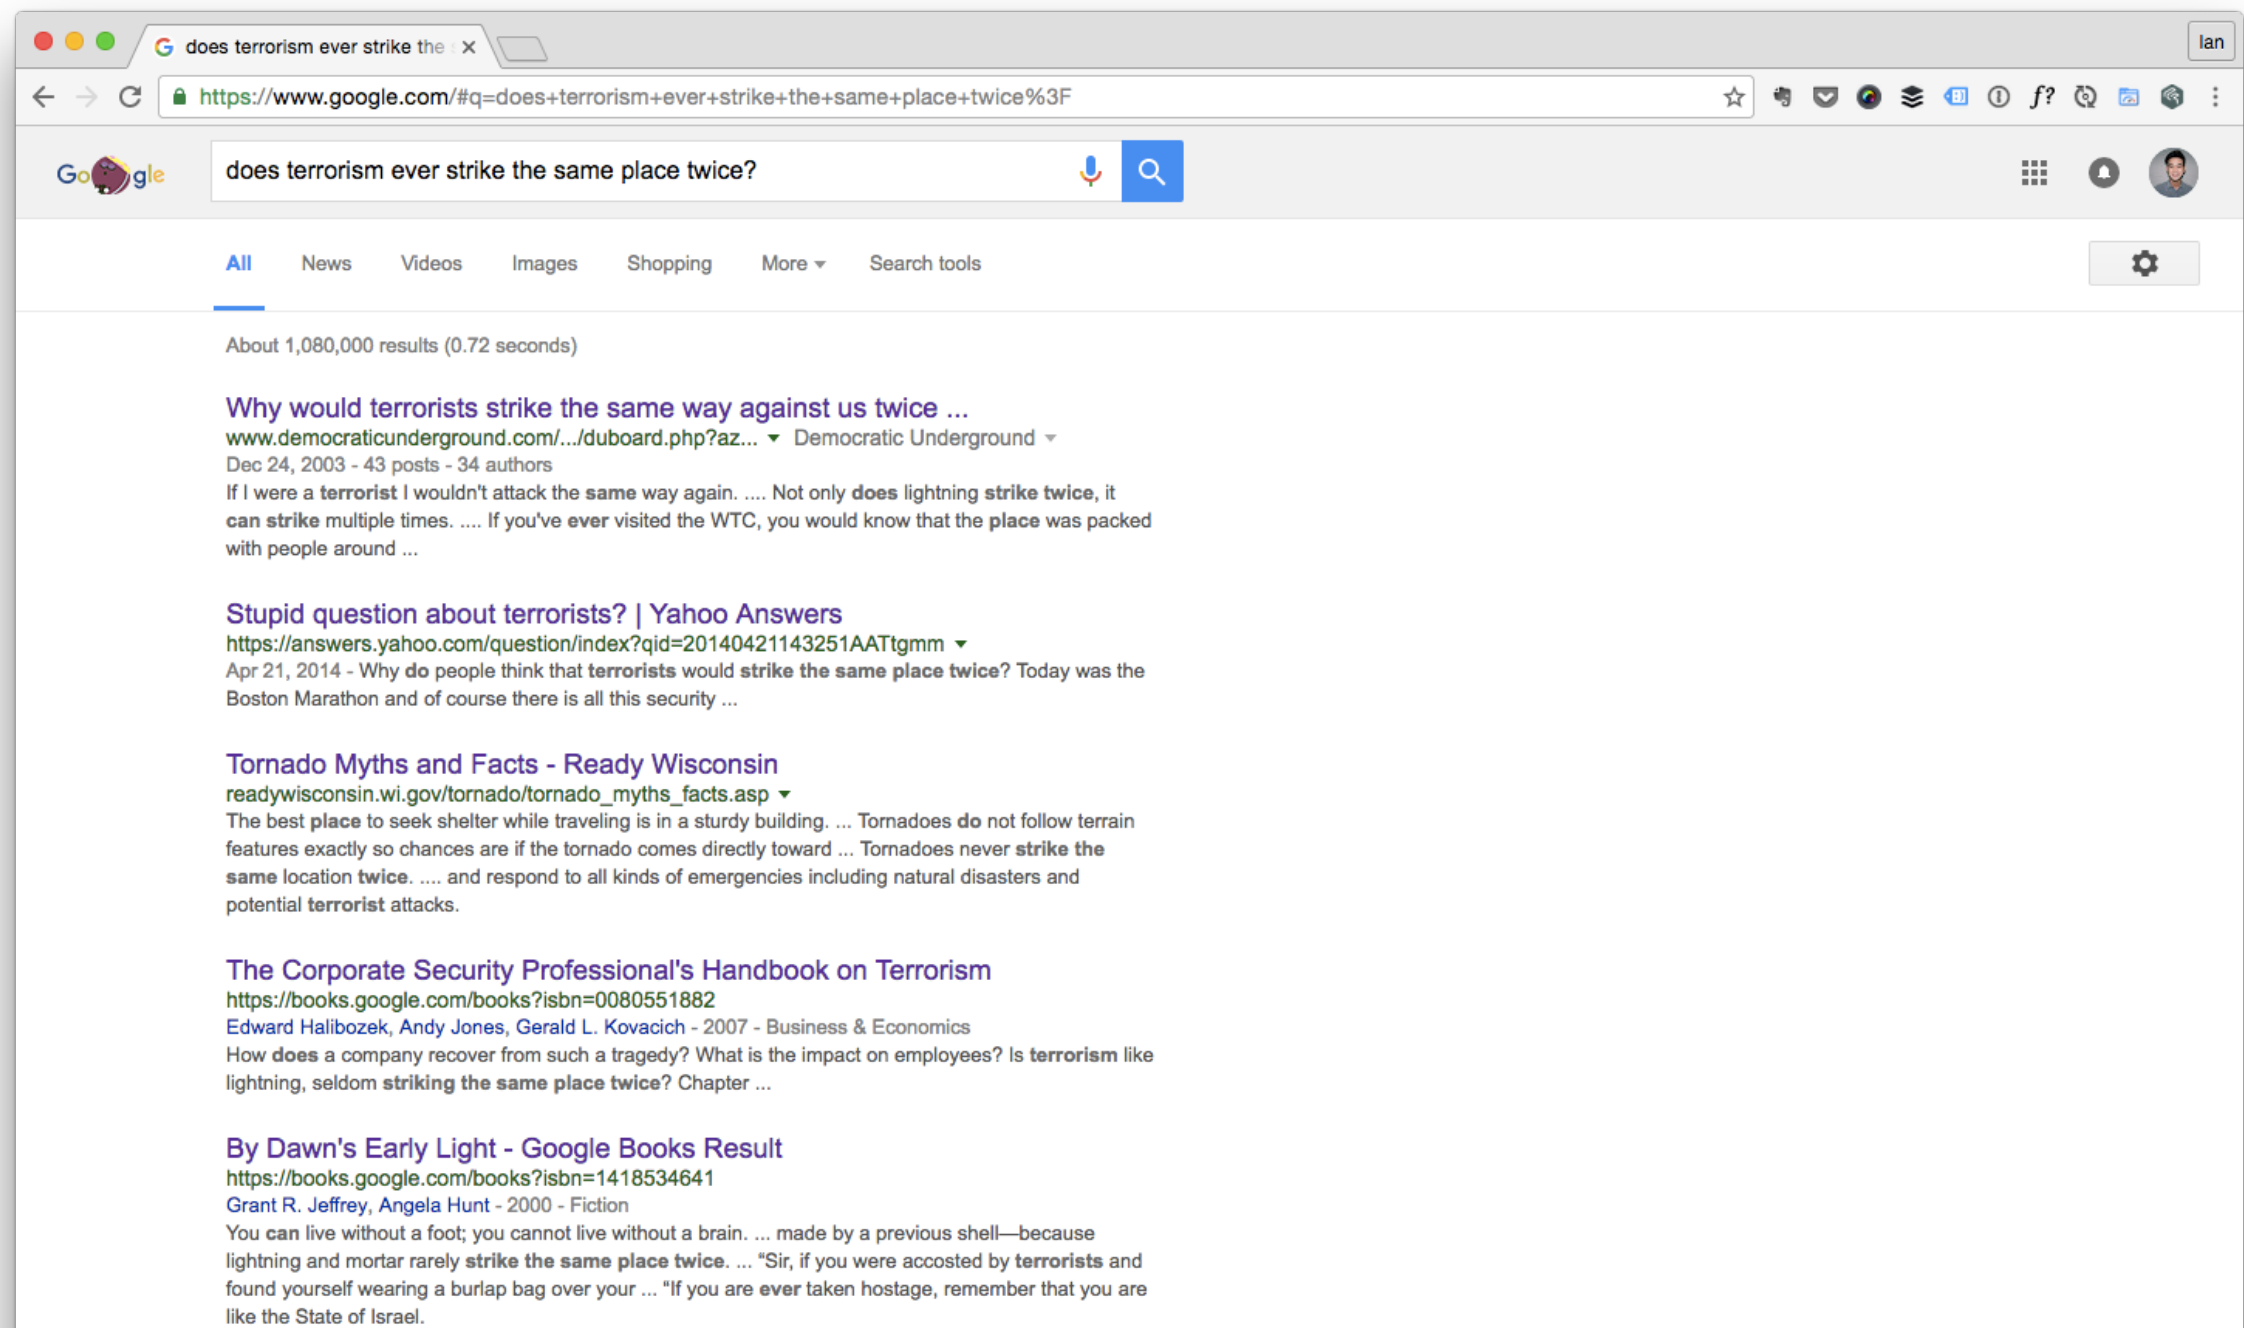 does terrorism ever strike the s
Ian
https://www.google.com/#q=does+terrorism+ever+strike+the+same+place+twice%3F
f?
Google
does terrorism ever strike the same place twice?
All News Videos Images Shopping More Search tools
About 1,080,000 results (0.72 seconds)
Why would terrorists strike the same way against us twice ...
www.democraticunderground.com/.../duboard.php?az... Democratic Underground
Dec 24, 2003 - 43 posts - 34 authors
If I were a terrorist I wouldn't attack the same way again. .... Not only does lightning strike twice, it
can strike multiple times. .... If you've ever visited the WTC, you would know that the place was packed
with people around ...
Stupid question about terrorists? | Yahoo Answers
https://answers.yahoo.com/question/index?qid=20140421143251AATtgmm
Apr 21, 2014 - Why do people think that terrorists would strike the same place twice? Today was the
Boston Marathon and of course there is all this security ...
Tornado Myths and Facts - Ready Wisconsin
readywisconsin.wi.gov/tornado/tornado_myths_facts.asp
The best place to seek shelter while traveling is in a sturdy building. ... Tornadoes do not follow terrain
features exactly so chances are if the tornado comes directly toward ... Tornadoes never strike the
same location twice. .... and respond to all kinds of emergencies including natural disasters and
potential terrorist attacks.
The Corporate Security Professional's Handbook on Terrorism
https://books.google.com/books?isbn=0080551882
Edward Halibozek, Andy Jones, Gerald L. Kovacich - 2007 - Business & Economics
How does a company recover from such a tragedy? What is the impact on employees? Is terrorism like
lightning, seldom striking the same place twice? Chapter ...
By Dawn's Early Light - Google Books Result
https://books.google.com/books?isbn=1418534641
Grant R. Jeffrey, Angela Hunt - 2000 - Fiction
You can live without a foot; you cannot live without a brain. ... made by a previous shell—because
lightning and mortar rarely strike the same place twice. ... “Sir, if you were accosted by terrorists and
found yourself wearing a burlap bag over your ... “If you are ever taken hostage, remember that you are
like the State of Israel.